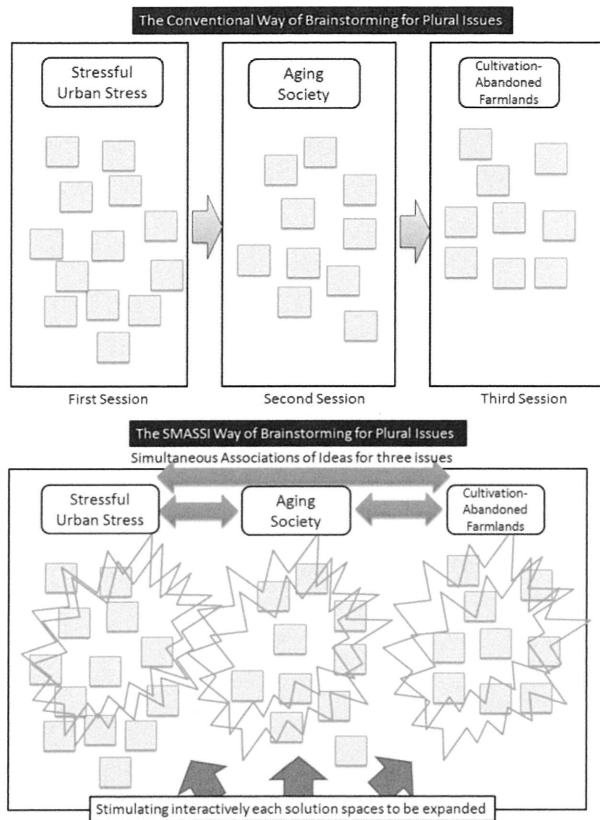 The Conventional Way of Brainstorming for Plural Issues
Stressful
Urban Stress
Aging
Society
Cultivation-
Abandoned
Farmlands
First Session
Second Session
Third Session
The SMASSI Way of Brainstorming for Plural Issues
Simultaneous Associations of Ideas for three issues
Stressful
Urban Stress
Aging
Society
Cultivation-
Abandoned
Farmlands
Stimulating interactively each solution spaces to be expanded